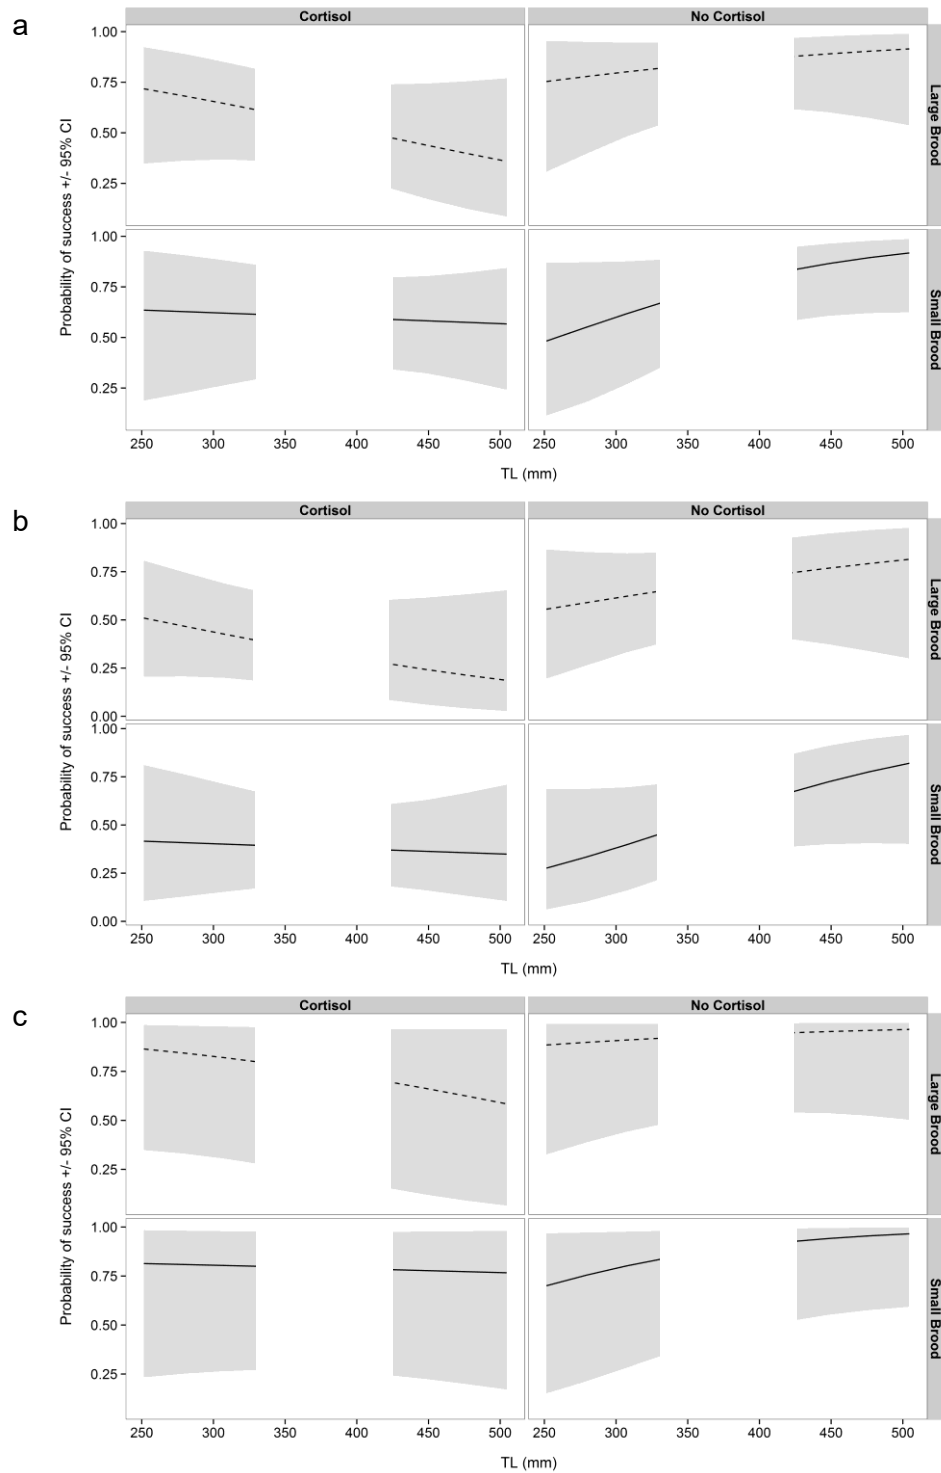 a
Cortisol
No Cortisol
1.00
0.75
0.50
0.25
Large Brood
1.00
0.75
0.50
0.25
Small Brood
Probability of success +/- 95% CI
250 300 350 400 450 500
250 300 350 400 450 500
TL (mm)
b
Cortisol
No Cortisol
1.00
0.75
0.50
0.25
0.00
Large Brood
1.00
0.75
0.50
0.25
0.00
Small Brood
Probability of success +/- 95% CI
250 300 350 400 450 500
250 300 350 400 450 500
TL (mm)
c
Cortisol
No Cortisol
1.00
0.75
0.50
0.25
Large Brood
1.00
0.75
0.50
0.25
Small Brood
Probability of success +/- 95% CI
250 300 350 400 450 500
250 300 350 400 450 500
TL (mm)